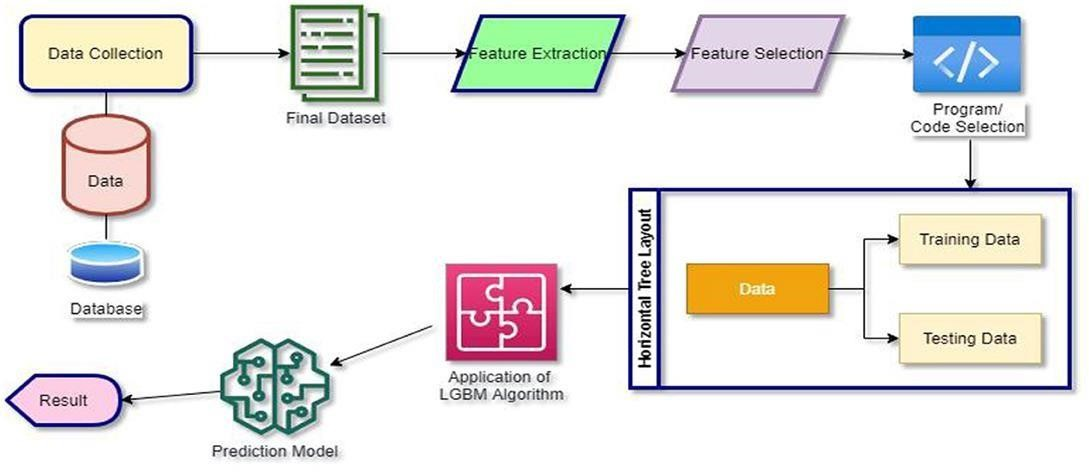 Data Collection
Final Dataset
Feature Extraction
Feature Selection
</>
Program/
Code Selection
Data
Database
Horizontal Tree Layout
Data
Training Data
Testing Data
Application of
LGBM Algorithm
Prediction Model
Result